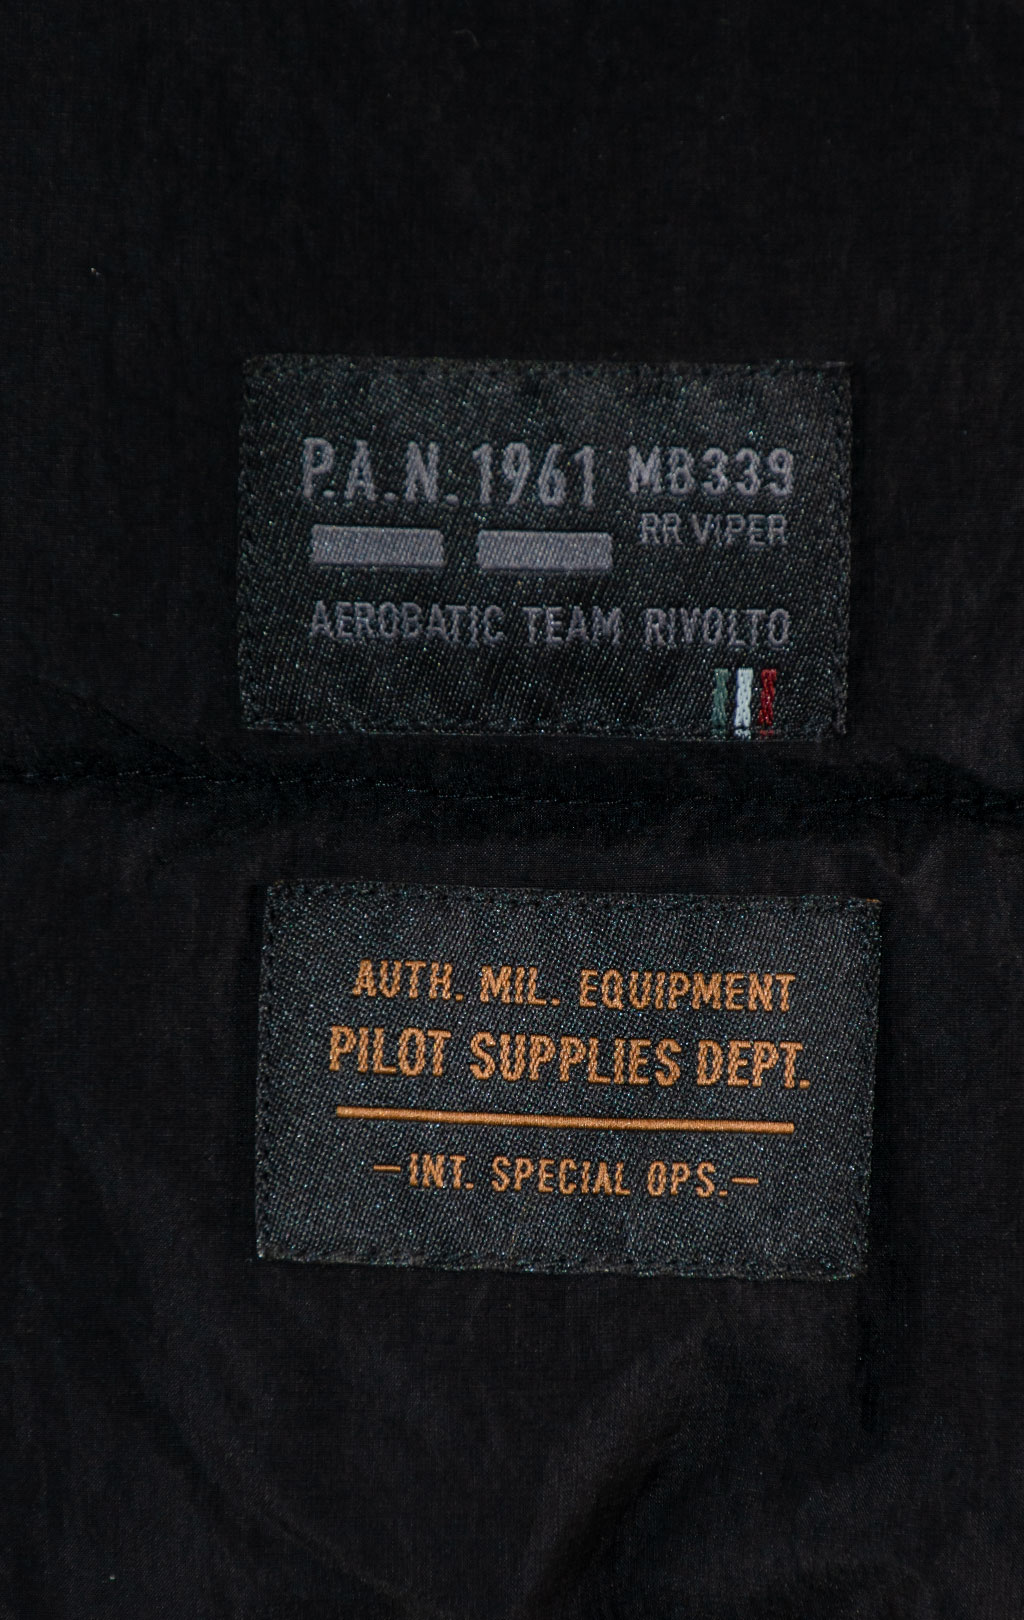 P.A.N. 1961 MB339
RR VIPER
AEROBATIC TEAM RIVOLTO
AUTH. MIL. EQUIPMENT
PILOT SUPPLIES DEPT.
—INT. SPECIAL OPS.—